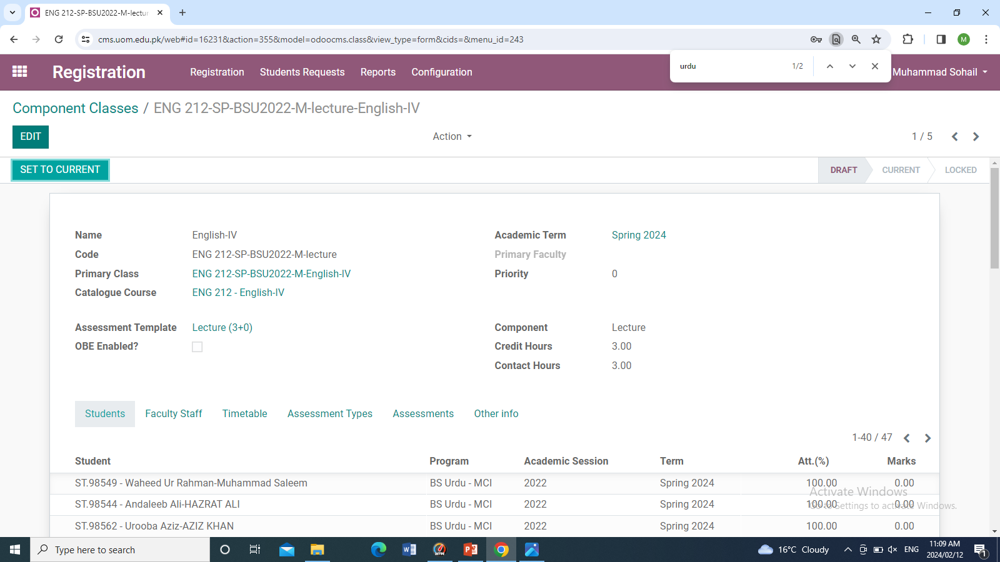 ENG 212-SP-BSU2022-M-lectur
cms.uom.edu.pk/web#id=16231&action=355&model=odoocms.class&view_type=form&cids=&menu_id=243
M
urdu 1/2
Registration Registration Students Requests Reports Configuration Muhammad Sohail
Component Classes / ENG 212-SP-BSU2022-M-lecture-English-IV
EDIT Action 1 / 5
SET TO CURRENT DRAFT CURRENT LOCKED
Name English-IV Academic Term Spring 2024
Code ENG 212-SP-BSU2022-M-lecture Primary Faculty
Primary Class ENG 212-SP-BSU2022-M-English-IV Priority 0
Catalogue Course ENG 212 - English-IV
Assessment Template Lecture (3+0) Component Lecture
OBE Enabled? Credit Hours 3.00
Contact Hours 3.00
Students Faculty Staff Timetable Assessment Types Assessments Other info
1-40 / 47
Student Program Academic Session Term Att.(%) Marks
ST.98549 - Waheed Ur Rahman-Muhammad Saleem BS Urdu - MCI 2022 Spring 2024 100.00 0.00
Activate Windows
ST.98544 - Andaleeb Ali-HAZRAT ALI BS Urdu - MCI 2022 Spring 2024 100.00 0.00
Go to Settings to activate Windows.
ST.98562 - Urooba Aziz-AZIZ KHAN BS Urdu - MCI 2022 Spring 2024 100.00 0.00
Type here to search 16°C Cloudy ENG 11:09 AM
2024/02/12 1